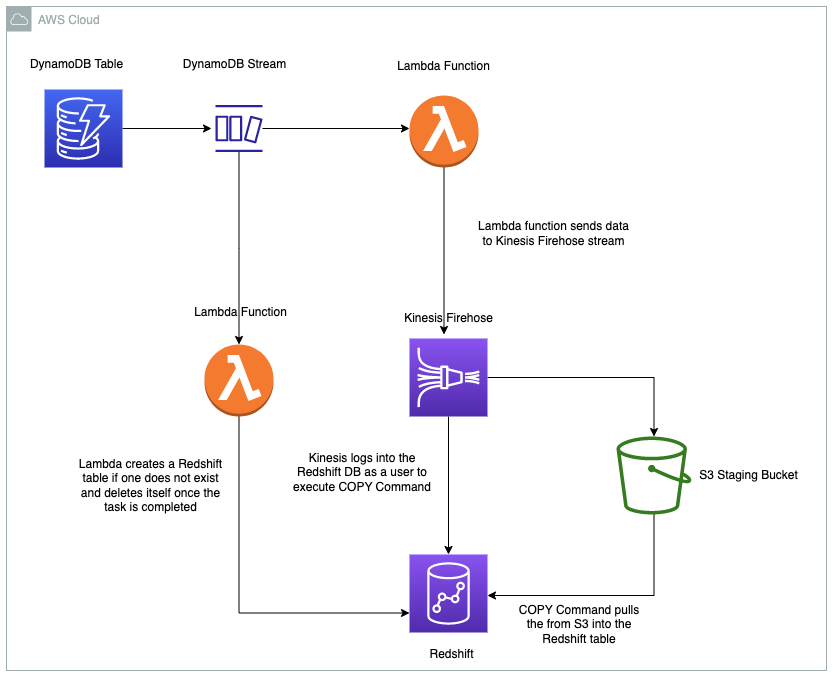 AWS Cloud
DynamoDB Table
DynamoDB Stream
Lambda Function
Lambda function sends data
to Kinesis Firehose stream
Lambda Function
Kinesis Firehose
Lambda creates a Redshift
table if one does not exist
and deletes itself once the
task is completed
Kinesis logs into the
Redshift DB as a user to
execute COPY Command
S3 Staging Bucket
COPY Command pulls
the from S3 into the
Redshift table
Redshift